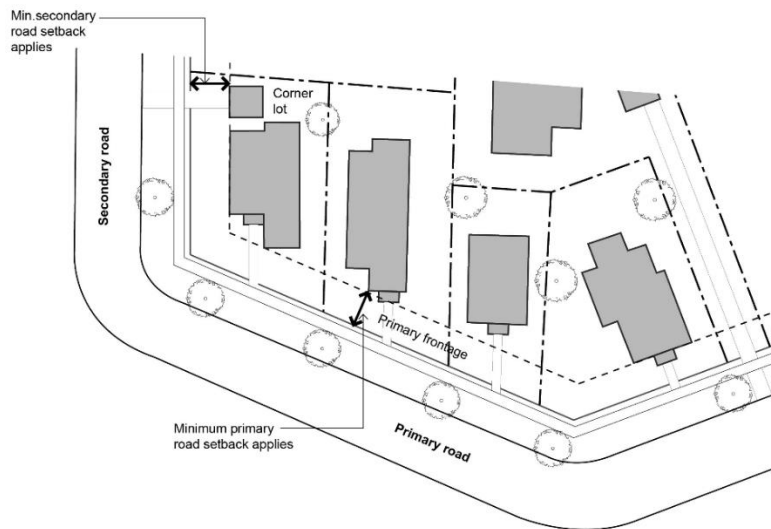 Min.secondary
road setback
applies
Corner
lot
Secondary road
Primary frontage
Minimum primary
road setback applies
Primary road